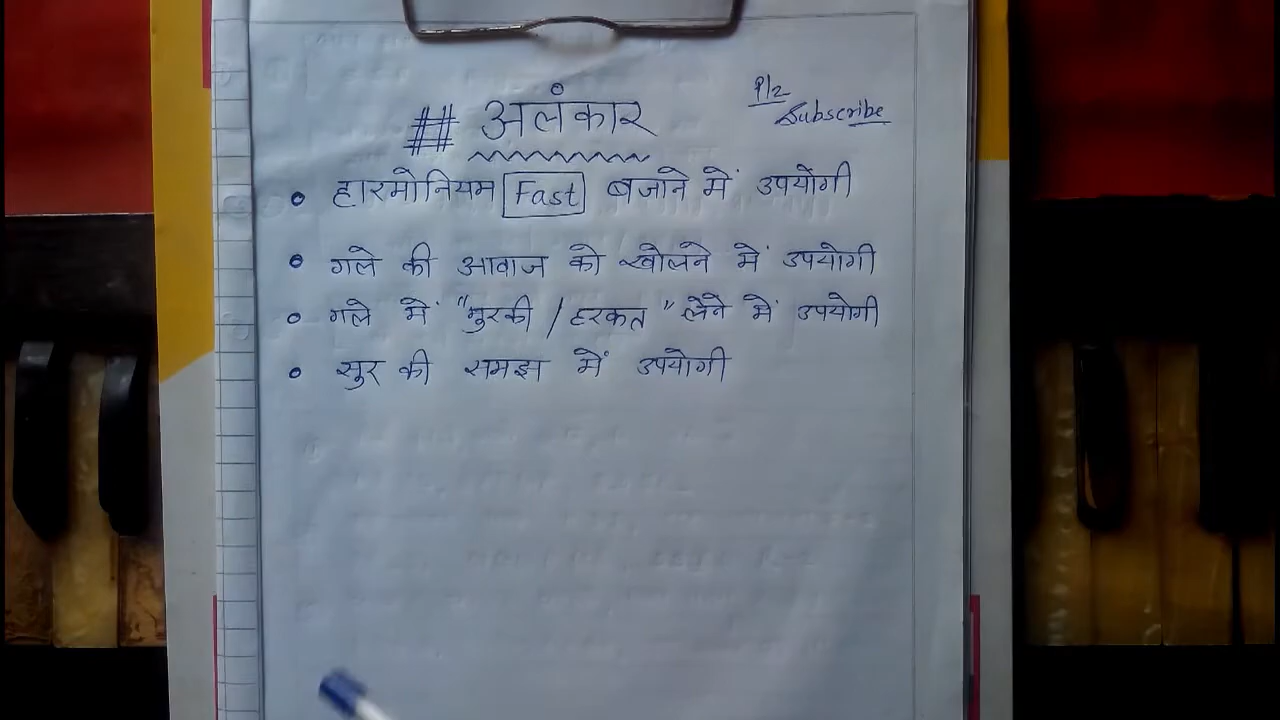 Plz
Subscribe
## अलंकार
• हारमोनियम Fast बजाने में उपयोगी
• गले की आवाज को खोलने में उपयोगी
• गले में "मुरकी / हरकत" लेने में उपयोगी
• सुर की समझ में उपयोगी